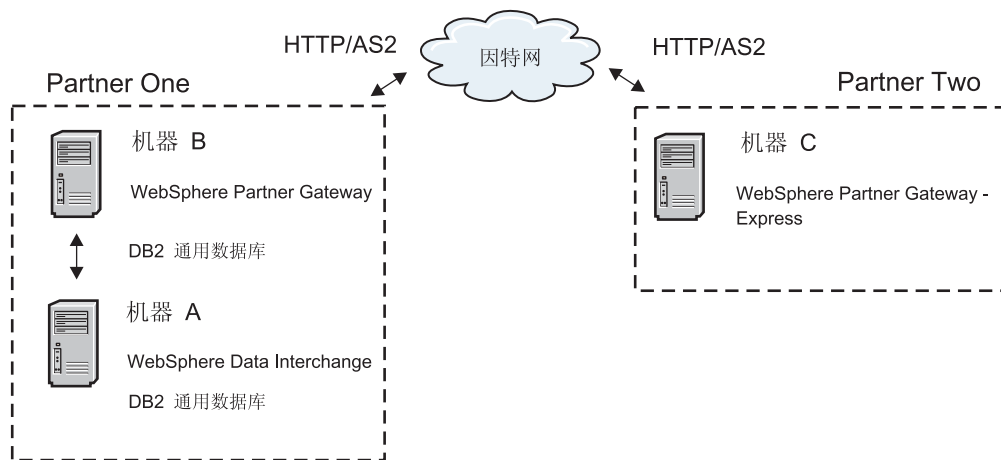 HTTP/AS2
因特网
HTTP/AS2
Partner One
机器 B
WebSphere Partner Gateway
DB2 通用数据库
机器 A
WebSphere Data Interchange
DB2 通用数据库
Partner Two
机器 C
WebSphere Partner Gateway -
Express